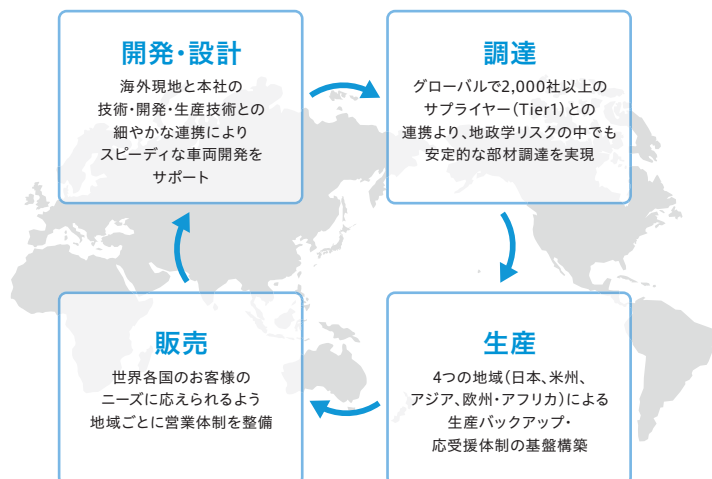 開発・設計
海外現地と本社の
技術・開発・生産技術との
細やかな連携により
スピーディな車両開発を
サポート
調達
グローバルで2,000社以上の
サプライヤー（Tier1）との
連携より、地政学リスクの中でも
安定的な部材調達を実現
販売
世界各国のお客様の
ニーズに応えられるよう
地域ごとに営業体制を整備
生産
4つの地域（日本、米州、
アジア、欧州・アフリカ）による
生産バックアップ・
応受援体制の基盤構築